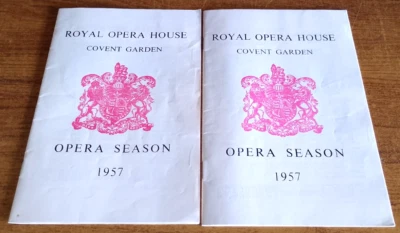 ROYAL OPERA HOUSE
COVENT GARDEN
OPERA SEASON
1957
ROYAL OPERA HOUSE
COVENT GARDEN
OPERA SEASON
1957